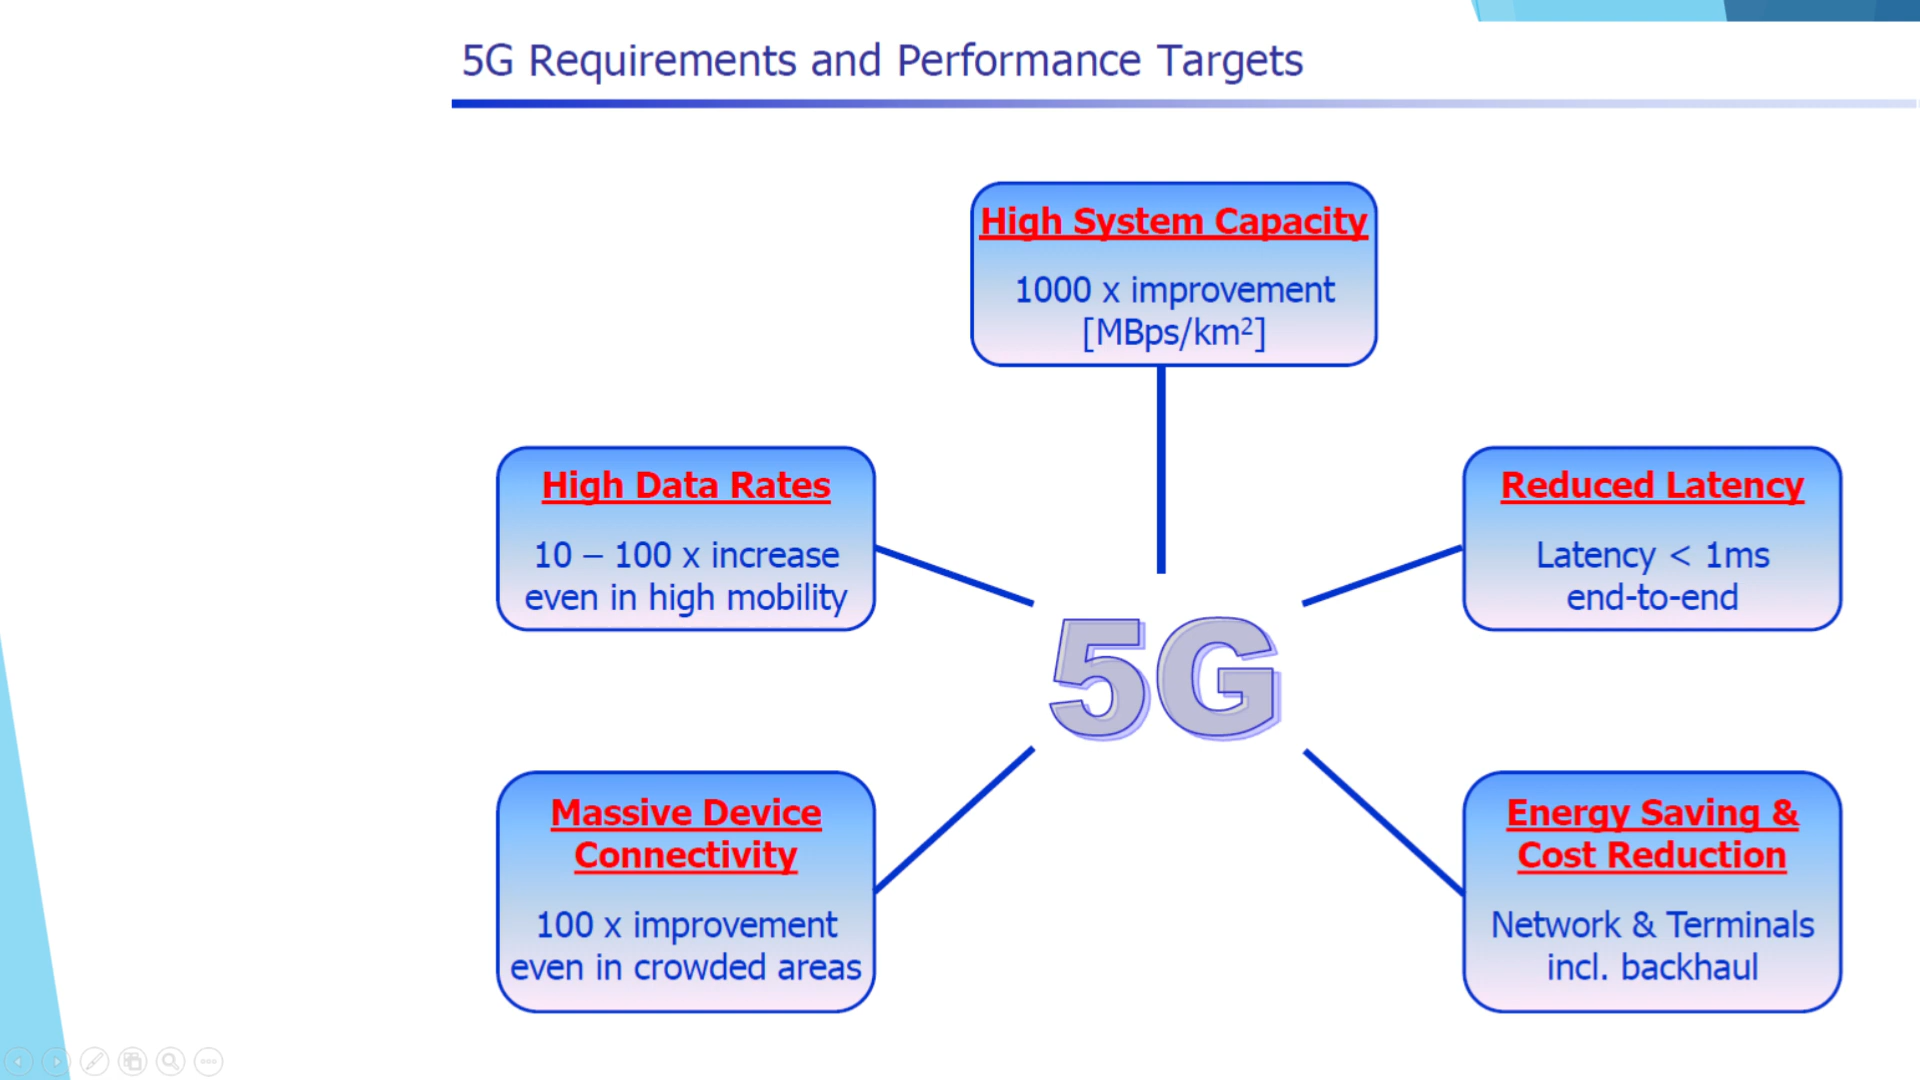 5G Requirements and Performance Targets
High System Capacity
1000 x improvement
[MBps/km²]
High Data Rates
10 – 100 x increase
even in high mobility
Reduced Latency
Latency < 1ms
end-to-end
5G
Massive Device
Connectivity
100 x improvement
even in crowded areas
Energy Saving &
Cost Reduction
Network & Terminals
incl. backhaul